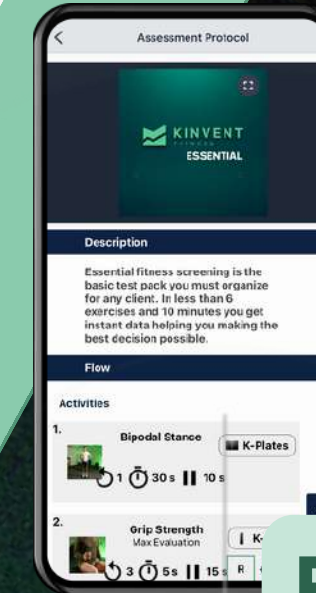 Assessment Protocol
KINVENT
ESSENTIAL
Description
Essential fitness screening is the
basic test pack you must organize
for any client. In less than 6
exercises and 10 minutes you get
instant data helping you making the
best decision possible.
Flow
Activities
1.
Bipodal Stance
K-Plates
1 30 s 10 s
2.
Grip Strength
Max Evaluation
K-
3 5 s 15
R